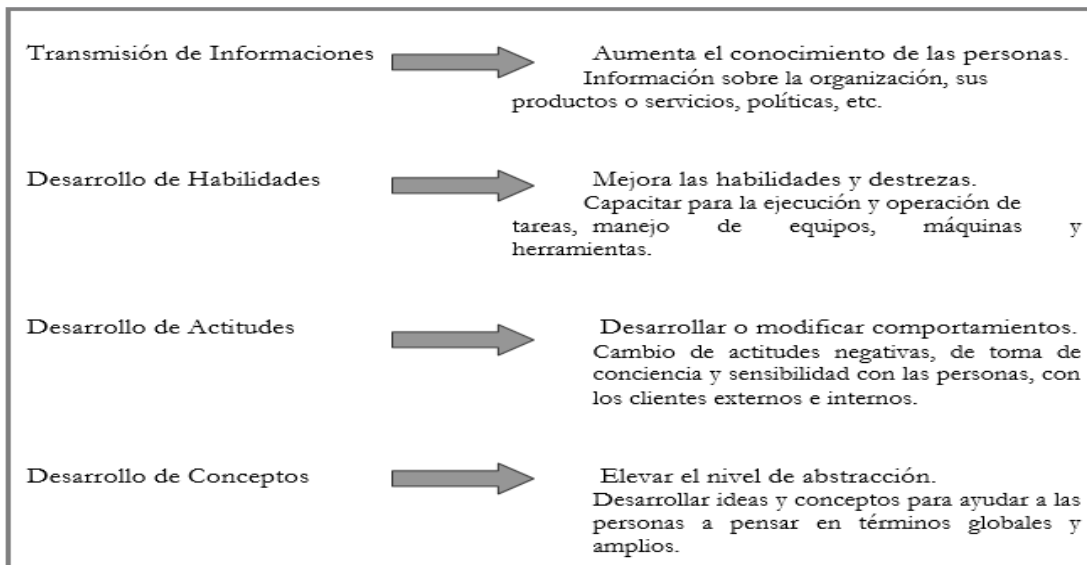 Transmisión de Informaciones
Aumenta el conocimiento de las personas.
Información sobre la organización, sus
productos o servicios, políticas, etc.
Desarrollo de Habilidades
Mejora las habilidades y destrezas.
Capacitar para la ejecución y operación de
tareas, manejo de equipos, máquinas y
herramientas.
Desarrollo de Actitudes
Desarrollar o modificar comportamientos.
Cambio de actitudes negativas, de toma de
conciencia y sensibilidad con las personas, con
los clientes externos e internos.
Desarrollo de Conceptos
Elevar el nivel de abstracción.
Desarrollar ideas y conceptos para ayudar a las
personas a pensar en términos globales y
amplios.